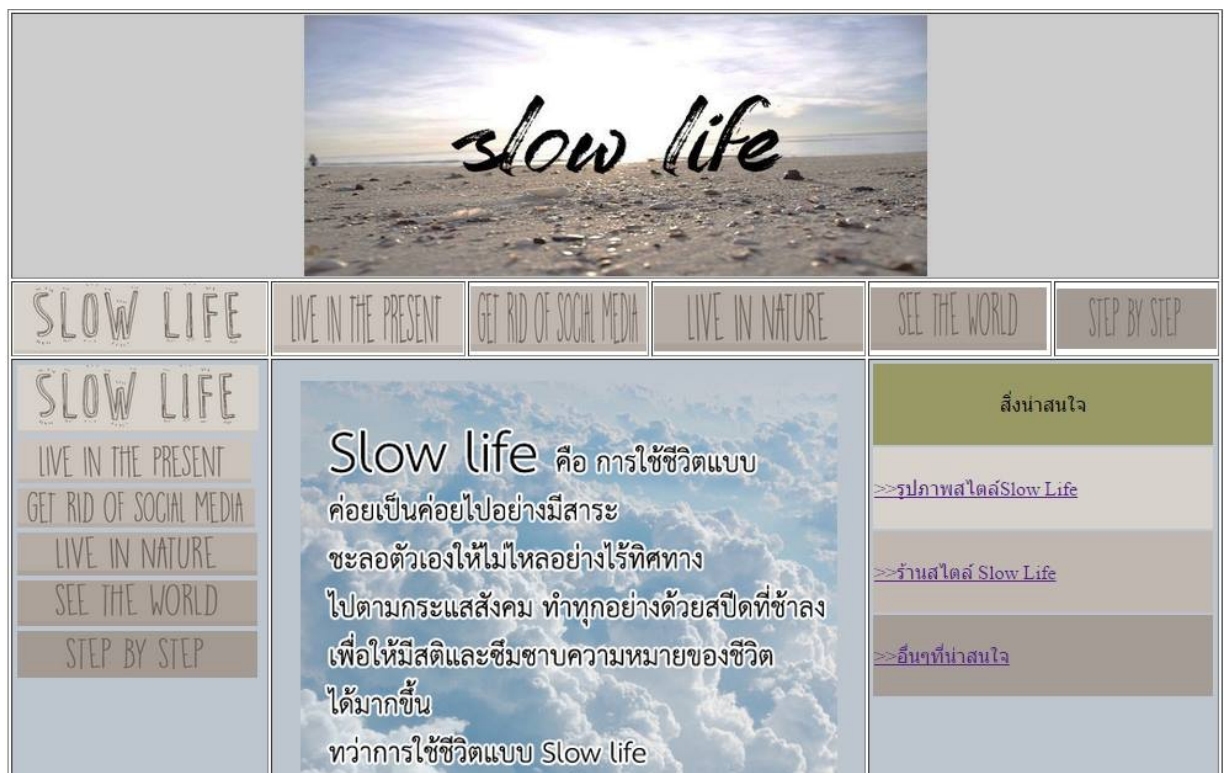 slow life
SLOW LIFE
LIVE IN THE PRESENT
GET RID OF SOCIAL MEDIA
LIVE IN NATURE
SEE THE WORLD
STEP BY STEP
SLOW LIFE
LIVE IN THE PRESENT
GET RID OF SOCIAL MEDIA
LIVE IN NATURE
SEE THE WORLD
STEP BY STEP
Slow life คือ การใช้ชีวิตแบบ
ค่อยเป็นค่อยไปอย่างมีสาระ
ชะลอตัวเองให้ไม่ไหลอย่างไร้ทิศทาง
ไปตามกระแสสังคม ทำทุกอย่างด้วยสปีดที่ช้าลง
เพื่อให้มีสติและซึมซาบความหมายของชีวิต
ได้มากขึ้น
ทว่าการใช้ชีวิตแบบ Slow life
สิ่งน่าสนใจ
>>รูปภาพสไตล์Slow Life
>>ร้านสไตล์ Slow Life
>>อื่นๆที่น่าสนใจ